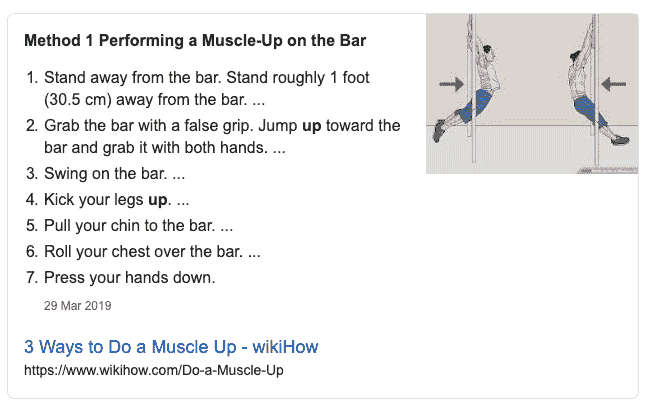 Method 1 Performing a Muscle-Up on the Bar
1. Stand away from the bar. Stand roughly 1 foot
(30.5 cm) away from the bar. ...
2. Grab the bar with a false grip. Jump up toward the
bar and grab it with both hands. ...
3. Swing on the bar. ...
4. Kick your legs up. ...
5. Pull your chin to the bar. ...
6. Roll your chest over the bar. ...
7. Press your hands down.
29 Mar 2019
3 Ways to Do a Muscle Up - wikiHow
https://www.wikihow.com/Do-a-Muscle-Up